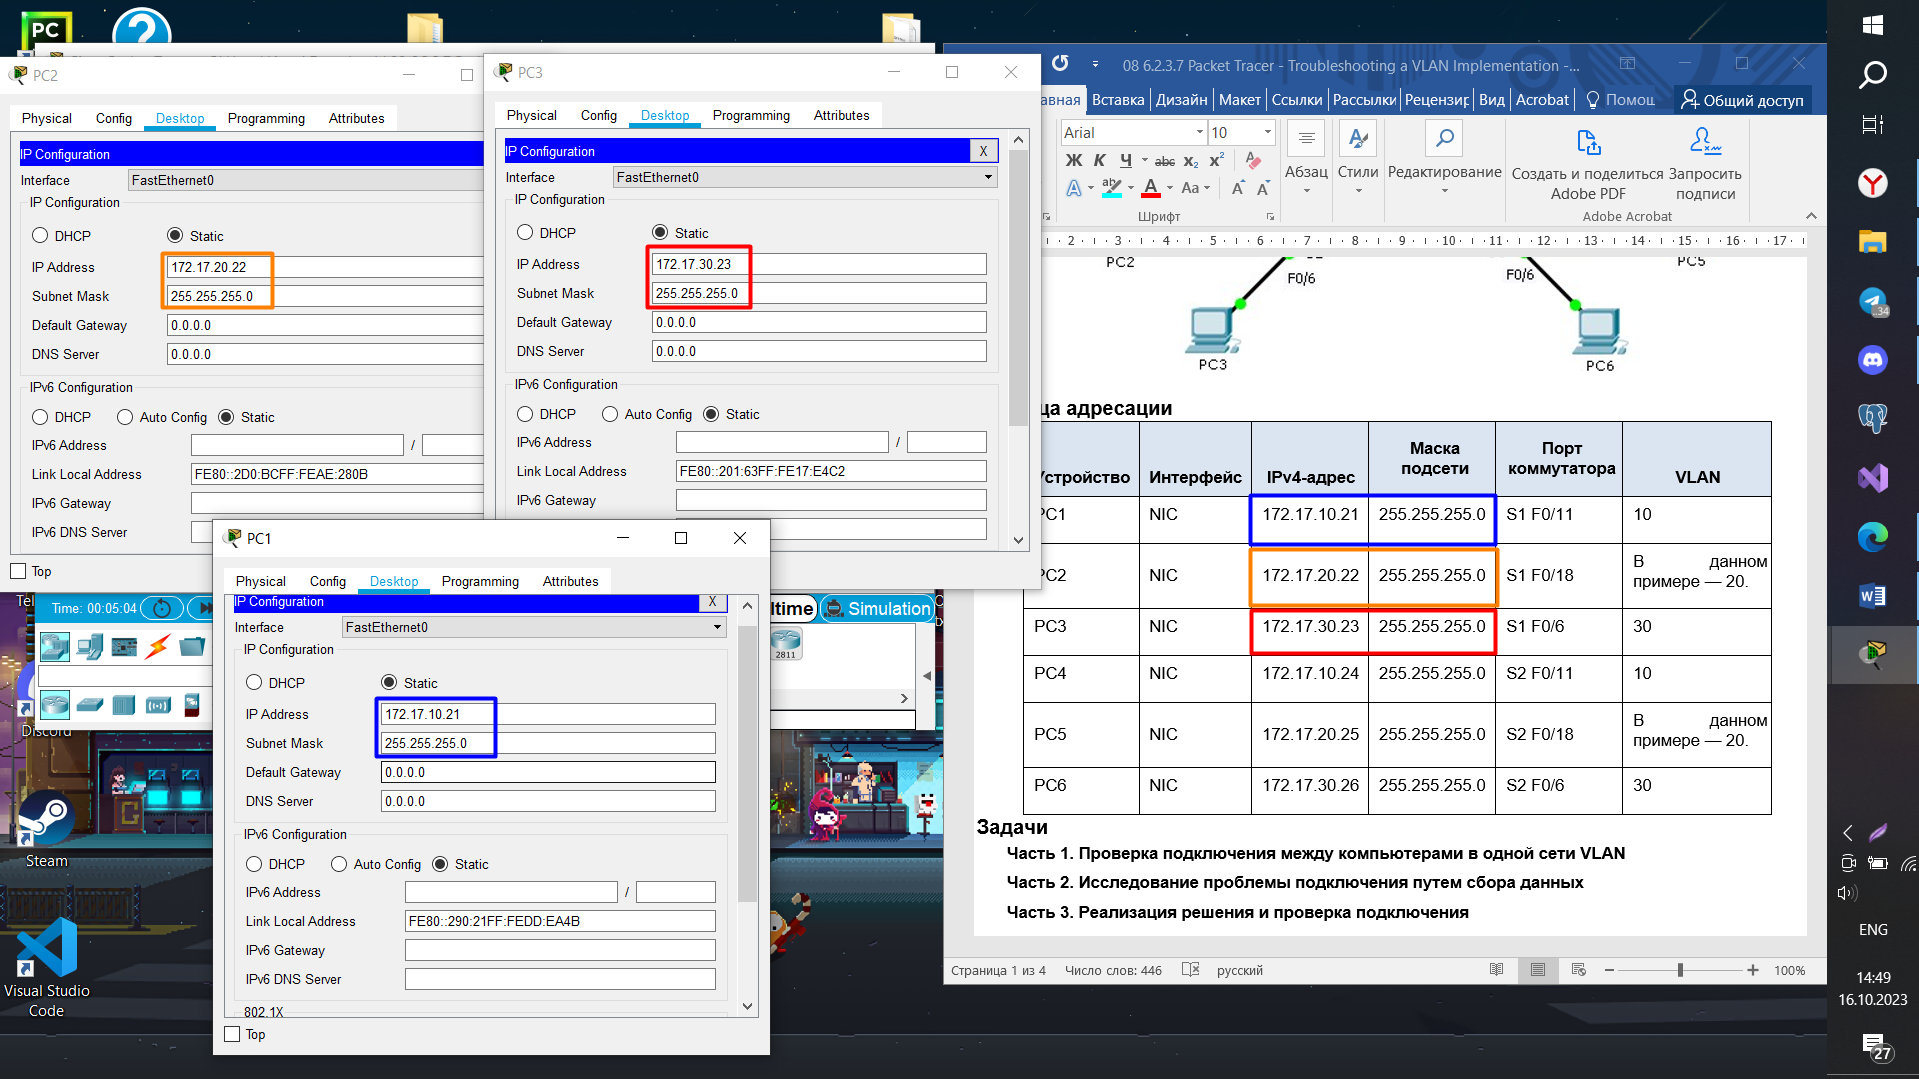 PC
PC2
Physical Config Desktop Programming Attributes
IP Configuration
Interface FastEthernet0
IP Configuration
DHCP Static
IP Address 172.17.20.22
Subnet Mask 255.255.255.0
Default Gateway 0.0.0.0
DNS Server 0.0.0.0
IPv6 Configuration
DHCP Auto Config Static
IPv6 Address /
Link Local Address FE80::2D0:BCFF:FEAE:280B
IPv6 Gateway
IPv6 DNS Server
Top
PC3
Physical Config Desktop Programming Attributes
IP Configuration X
Interface FastEthernet0
IP Configuration
DHCP Static
IP Address 172.17.30.23
Subnet Mask 255.255.255.0
Default Gateway 0.0.0.0
DNS Server 0.0.0.0
IPv6 Configuration
DHCP Auto Config Static
IPv6 Address /
Link Local Address FE80::201:63FF:FE17:E4C2
IPv6 Gateway
PC1
Physical Config Desktop Programming Attributes
IP Configuration X
Interface FastEthernet0
IP Configuration
DHCP Static
IP Address 172.17.10.21
Subnet Mask 255.255.255.0
Default Gateway 0.0.0.0
DNS Server 0.0.0.0
IPv6 Configuration
DHCP Auto Config Static
IPv6 Address /
Link Local Address FE80::290:21FF:FEDD:EA4B
IPv6 Gateway
IPv6 DNS Server
802.1X
Top
Time: 00:05:04
ltime Simulation
2811
Discord
Steam
Visual Studio
Code
08 6.2.3.7 Packet Tracer - Troubleshooting a VLAN Implementation -...
авная Вставка Дизайн Макет Ссылки Рассылки Рецензир Вид Acrobat Помощ Общий доступ
Arial 10
Ж К Ч abc x₂ x²
A ab A Aa A A
Шрифт
Абзац
Стили
Редактирование
Создать и поделиться
Adobe PDF
Запросить
подписи
Adobe Acrobat
2 3 4 5 6 7 8 9 10 11 12 13 14 15 16 17
PC2 F0/6 F0/6 PC5
PC3 PC6
ца адресации
Устройство Интерфейс IPv4-адрес Маска подсети Порт коммутатора VLAN
PC1 NIC 172.17.10.21 255.255.255.0 S1 F0/11 10
PC2 NIC 172.17.20.22 255.255.255.0 S1 F0/18 В данном примере — 20.
PC3 NIC 172.17.30.23 255.255.255.0 S1 F0/6 30
PC4 NIC 172.17.10.24 255.255.255.0 S2 F0/11 10
PC5 NIC 172.17.20.25 255.255.255.0 S2 F0/18 В данном примере — 20.
PC6 NIC 172.17.30.26 255.255.255.0 S2 F0/6 30
Задачи
Часть 1. Проверка подключения между компьютерами в одной сети VLAN
Часть 2. Исследование проблемы подключения путем сбора данных
Часть 3. Реализация решения и проверка подключения
Страница 1 из 4 Число слов: 446 русский 100%
34
ENG
14:49
16.10.2023
27